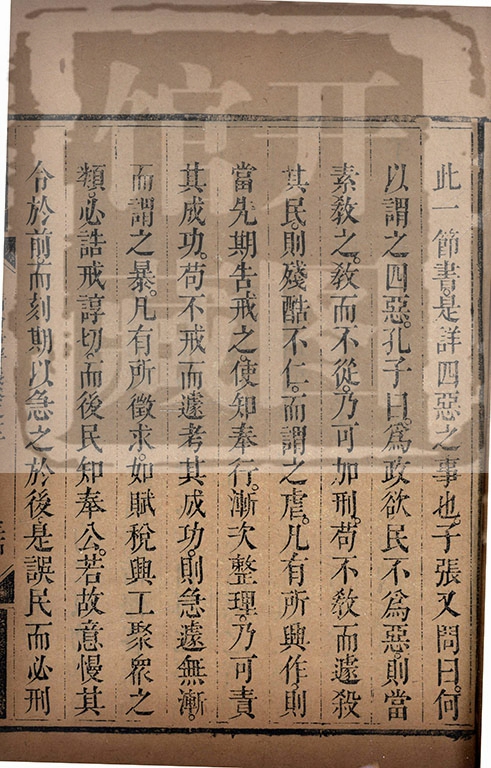 此一節書是詳四惡之事也。子張又問曰。何
以謂之四惡。孔子曰。爲政欲民不爲惡。則當
素敎之。敎而不從。乃可加刑。苟不敎而遽殺
其民。則殘酷不仁。而謂之虐。凡有所興作。則
當先期告戒之。使知奉行。漸次整理。乃可責
其成功。苟不戒而遽考其成功。則急遽無漸。
而謂之暴。凡有所徵求。如賦稅興工聚眾之
類。必誥戒諄切。而後民知奉公。若故意慢其
令於前。而刻期以急之於後。是誤民而必刑